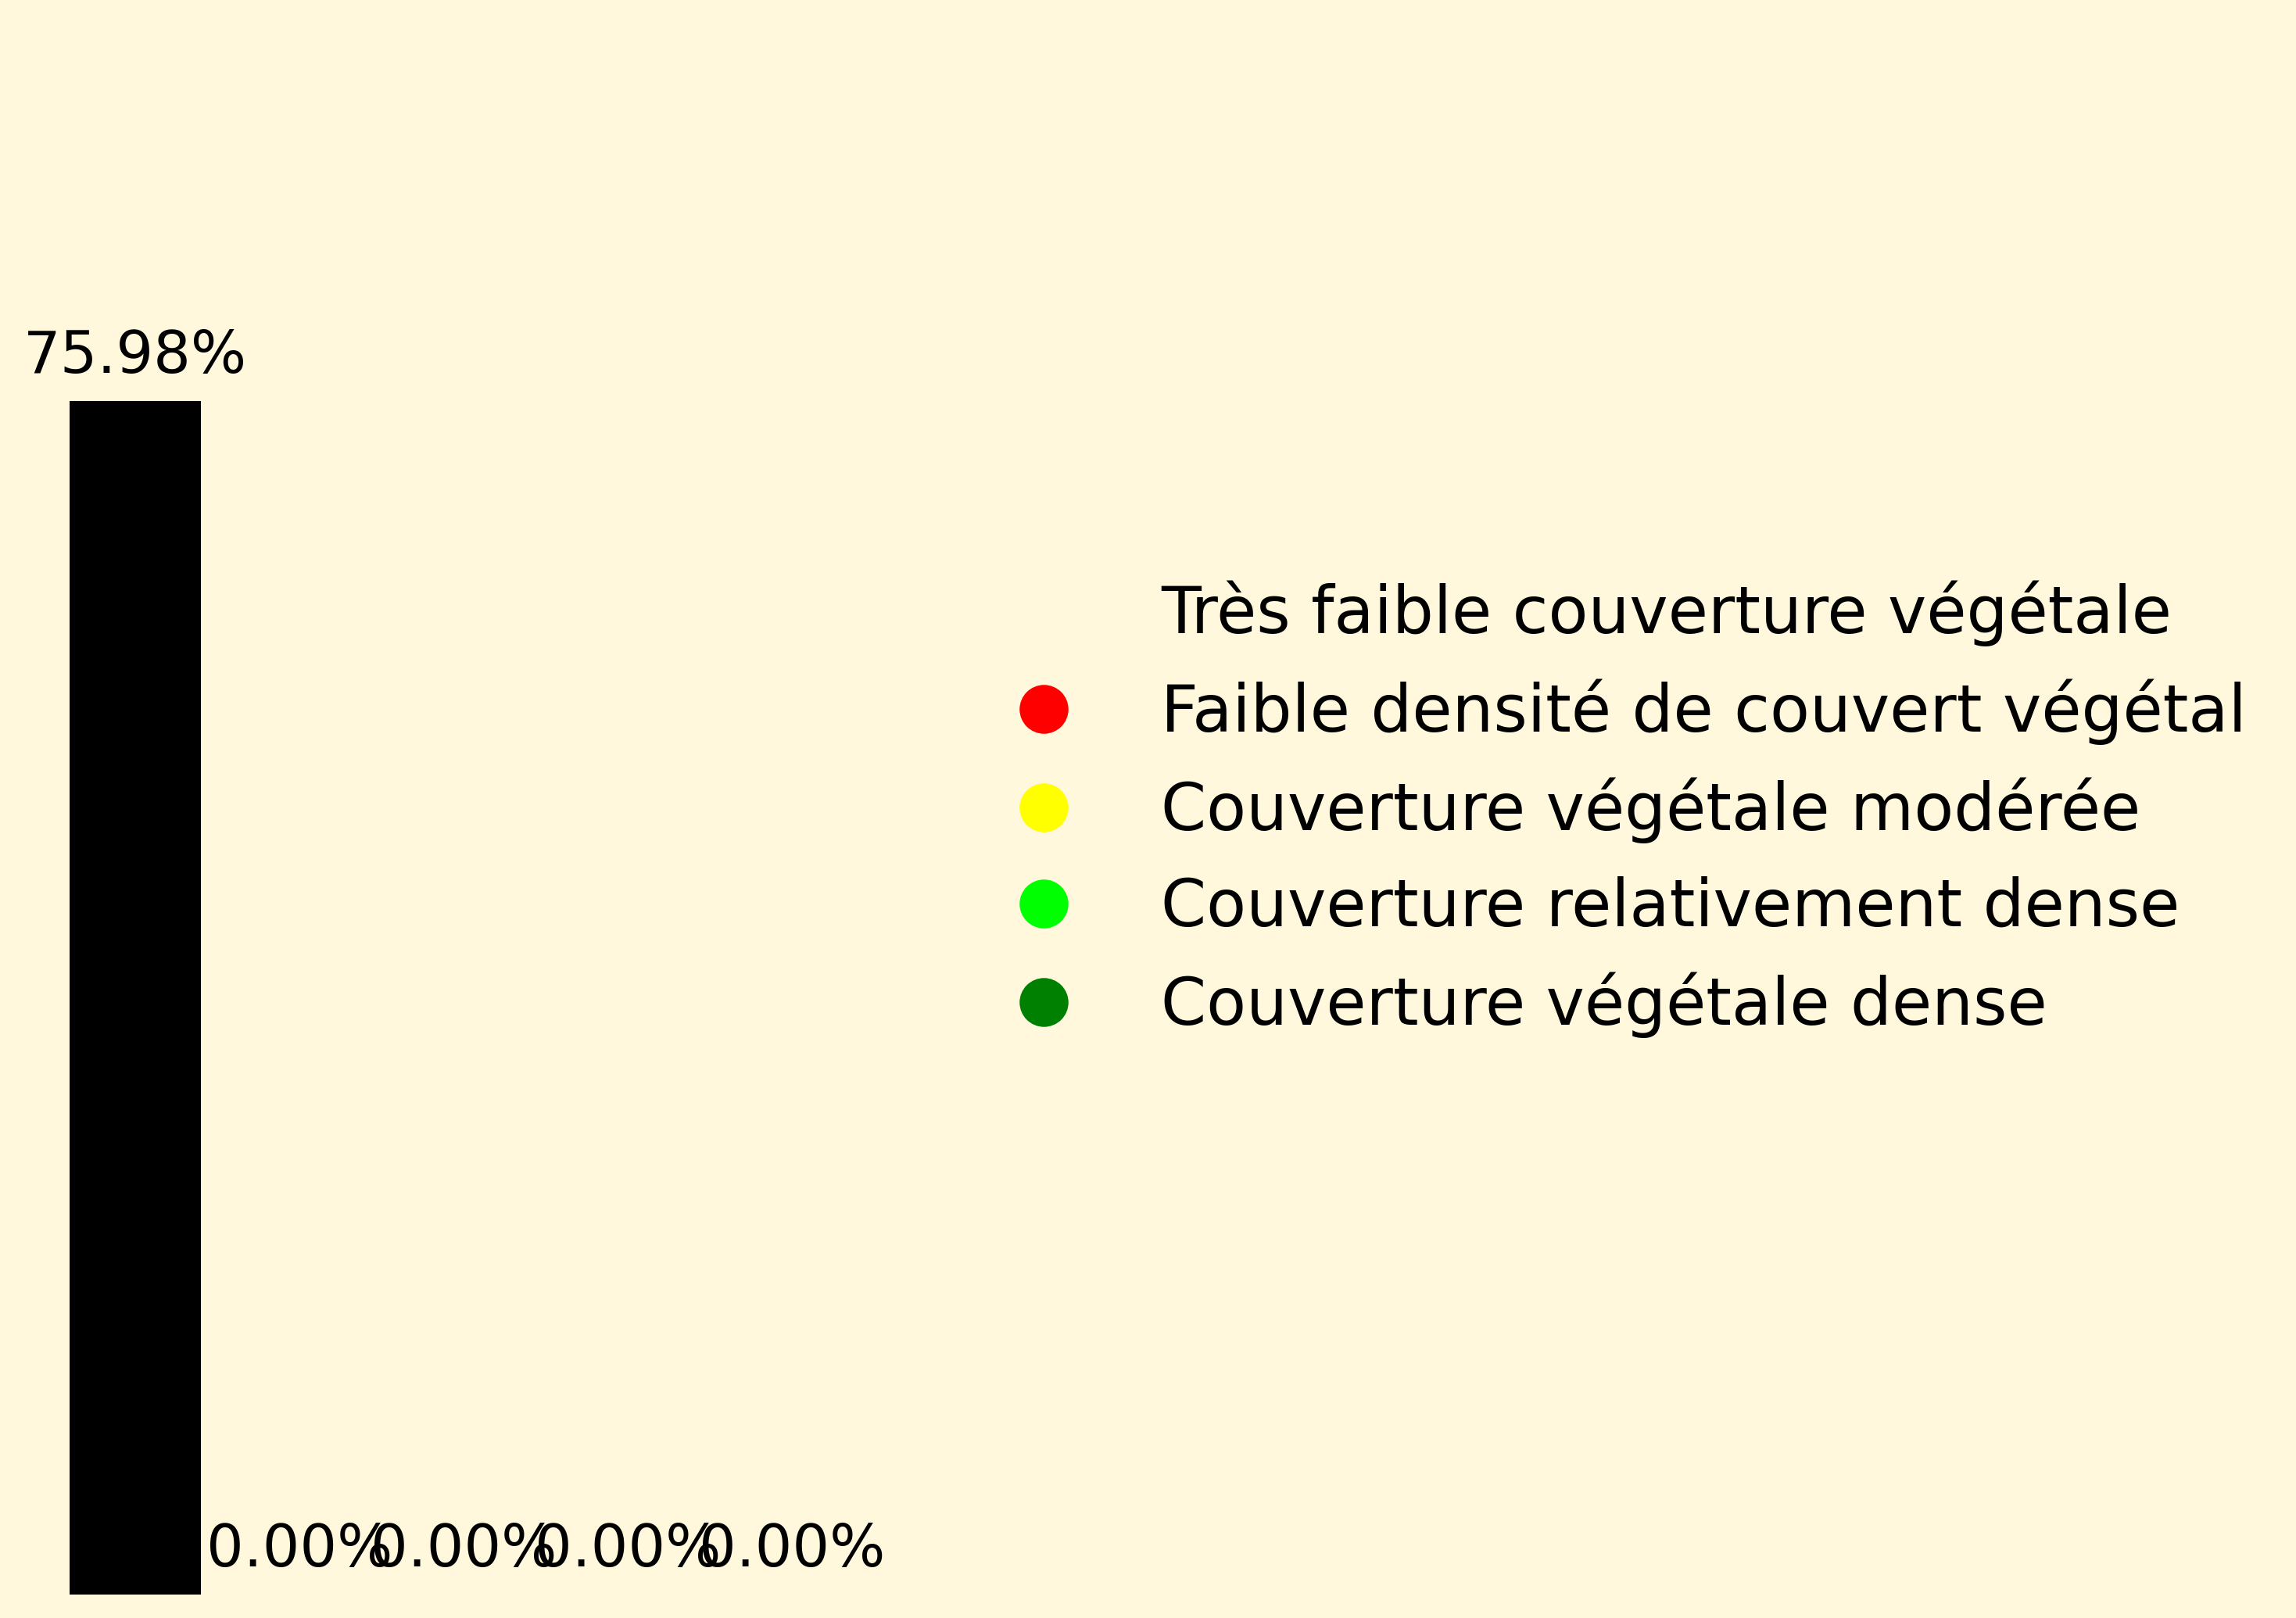 75.98%
Très faible couverture végétale
Faible densité de couvert végétal
Couverture végétale modérée
Couverture relativement dense
Couverture végétale dense
0.00% 0.00% 0.00% 0.00%